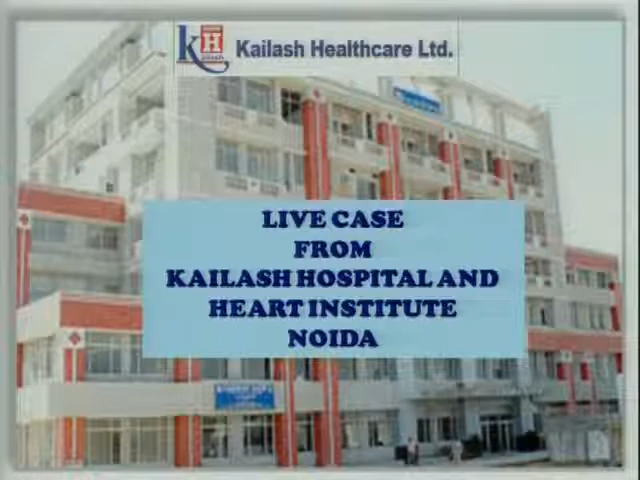 Kailash Healthcare Ltd.
LIVE CASE
FROM
KAILASH HOSPITAL AND
HEART INSTITUTE
NOIDA